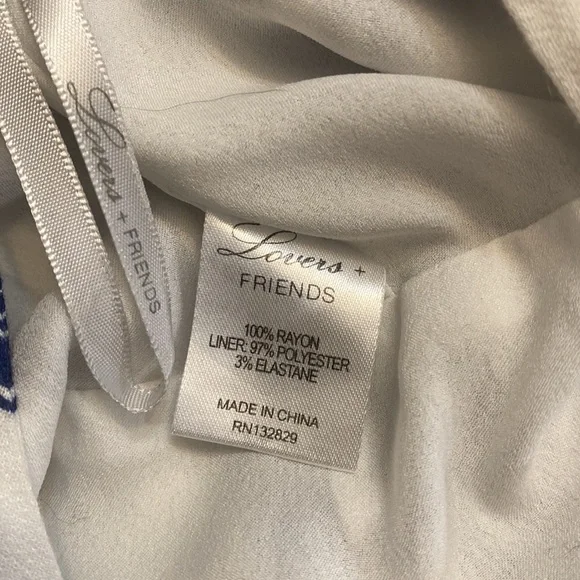 Lovers + FRIENDS
Lovers +
FRIENDS
100% RAYON
LINER: 97% POLYESTER
3% ELASTANE
MADE IN CHINA
RN132829